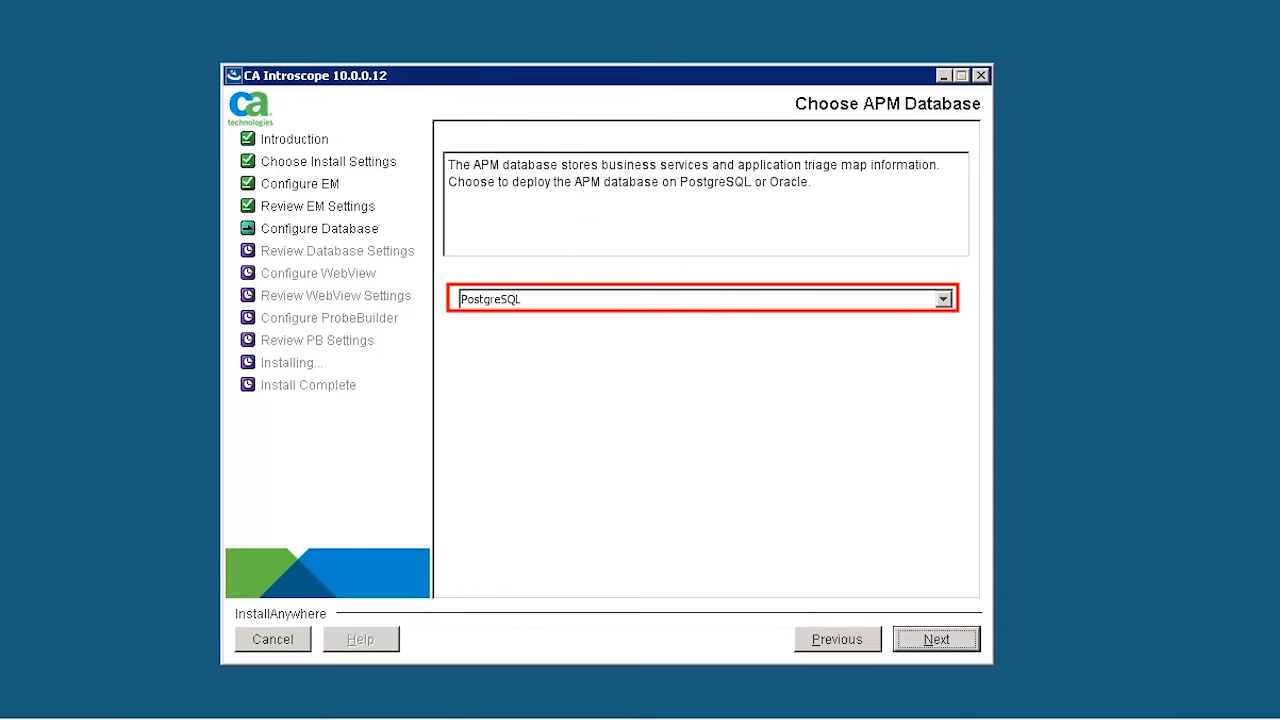 CA Introscope 10.0.0.12
ca
technologies
Choose APM Database
Introduction
Choose Install Settings
Configure EM
Review EM Settings
Configure Database
Review Database Settings
Configure WebView
Review WebView Settings
Configure ProbeBuilder
Review PB Settings
Installing...
Install Complete
The APM database stores business services and application triage map information.
Choose to deploy the APM database on PostgreSQL or Oracle.
PostgreSQL
InstallAnywhere
Cancel
Help
Previous
Next